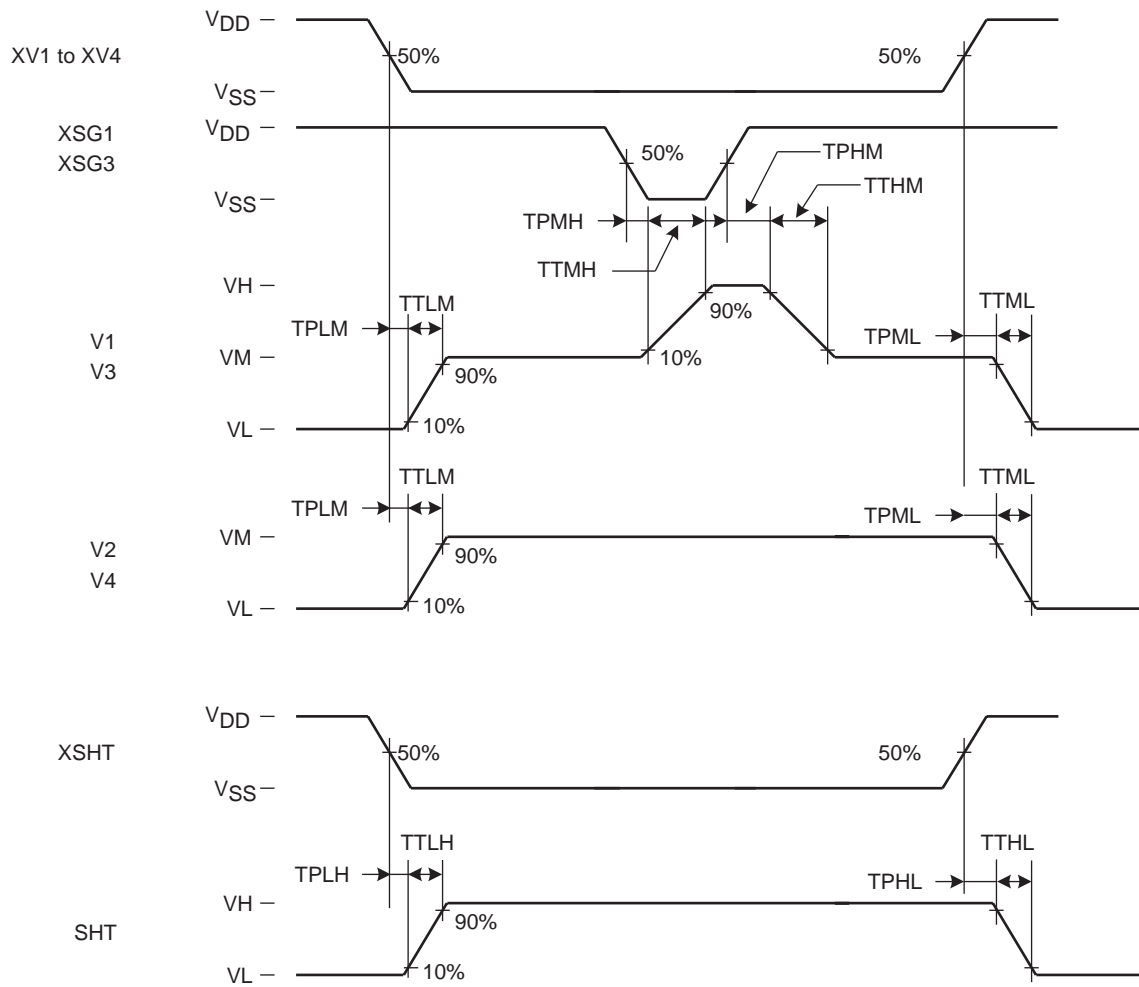 VDD
XV1 to XV4
50%
50%
VSS
XSG1
VDD
XSG3
50%
TPHM
TTHM
VSS
TPMH
TTMH
VH
TTLM
TTML
90%
TPLM
TPML
V1
VM
10%
V3
90%
VL
10%
TTLM
TTML
TPLM
TPML
VM
V2
90%
V4
VL
10%
VDD
XSHT
50%
50%
VSS
TTLH
TTHL
TPLH
TPHL
VH
90%
SHT
VL
10%